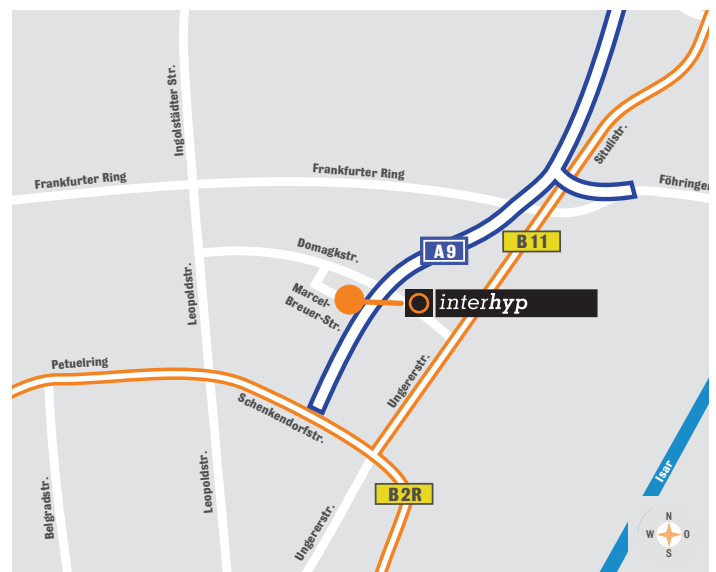 Ingolstädter Str.
Situlistr.
Frankfurter Ring
Frankfurter Ring
Föhringer
B 11
A9
Domagkstr.
Leopoldstr.
Marcel-
Breuer-Str.
interhyp
Petuelring
Ungererstr.
Schenkendorfstr.
Isar
Leopoldstr.
Belgradstr.
B 2R
Ungererstr.
N
W O
S